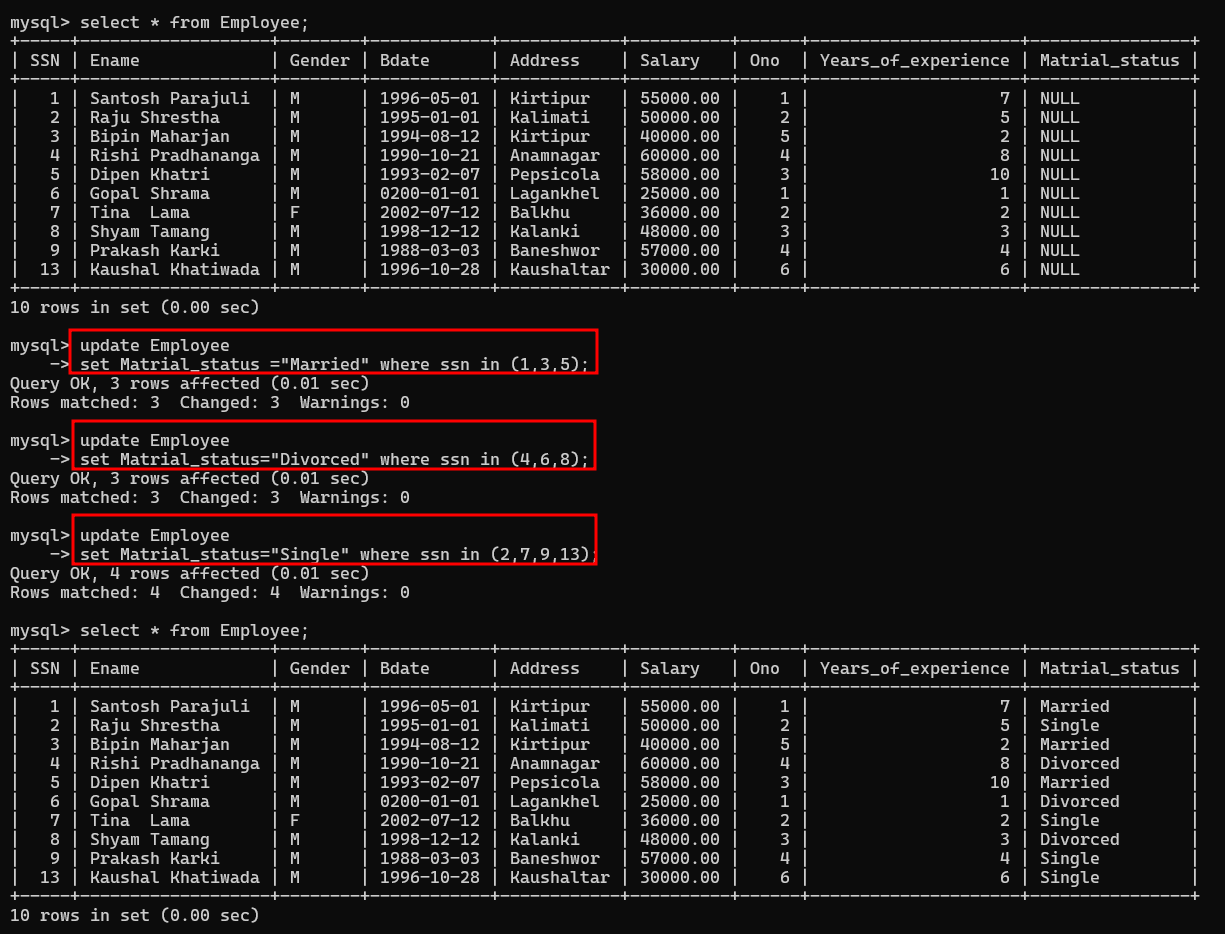 mysql> select * from Employee;
+-----+-------------------+--------+------------+------------+----------+------+---------------------+----------------+
| SSN | Ename             | Gender | Bdate      | Address    | Salary   | Ono  | Years_of_experience | Matrial_status |
+-----+-------------------+--------+------------+------------+----------+------+---------------------+----------------+
|   1 | Santosh Parajuli  | M      | 1996-05-01 | Kirtipur   | 55000.00 |    1 |                   7 | NULL           |
|   2 | Raju Shrestha     | M      | 1995-01-01 | Kalimati   | 50000.00 |    2 |                   5 | NULL           |
|   3 | Bipin Maharjan    | M      | 1994-08-12 | Kirtipur   | 40000.00 |    5 |                   2 | NULL           |
|   4 | Rishi Pradhananga | M      | 1990-10-21 | Anamnagar  | 60000.00 |    4 |                   8 | NULL           |
|   5 | Dipen Khatri      | M      | 1993-02-07 | Pepsicola  | 58000.00 |    3 |                  10 | NULL           |
|   6 | Gopal Shrama      | M      | 0200-01-01 | Lagankhel  | 25000.00 |    1 |                   1 | NULL           |
|   7 | Tina  Lama        | F      | 2002-07-12 | Balkhu     | 36000.00 |    2 |                   2 | NULL           |
|   8 | Shyam Tamang      | M      | 1998-12-12 | Kalanki    | 48000.00 |    3 |                   3 | NULL           |
|   9 | Prakash Karki     | M      | 1988-03-03 | Baneshwor  | 57000.00 |    4 |                   4 | NULL           |
|  13 | Kaushal Khatiwada | M      | 1996-10-28 | Kaushaltar | 30000.00 |    6 |                   6 | NULL           |
+-----+-------------------+--------+------------+------------+----------+------+---------------------+----------------+
10 rows in set (0.00 sec)
mysql> update Employee
    -> set Matrial_status ="Married" where ssn in (1,3,5);
Query OK, 3 rows affected (0.01 sec)
Rows matched: 3  Changed: 3  Warnings: 0
mysql> update Employee
    -> set Matrial_status="Divorced" where ssn in (4,6,8);
Query OK, 3 rows affected (0.01 sec)
Rows matched: 3  Changed: 3  Warnings: 0
mysql> update Employee
    -> set Matrial_status="Single" where ssn in (2,7,9,13);
Query OK, 4 rows affected (0.01 sec)
Rows matched: 4  Changed: 4  Warnings: 0
mysql> select * from Employee;
+-----+-------------------+--------+------------+------------+----------+------+---------------------+----------------+
| SSN | Ename             | Gender | Bdate      | Address    | Salary   | Ono  | Years_of_experience | Matrial_status |
+-----+-------------------+--------+------------+------------+----------+------+---------------------+----------------+
|   1 | Santosh Parajuli  | M      | 1996-05-01 | Kirtipur   | 55000.00 |    1 |                   7 | Married        |
|   2 | Raju Shrestha     | M      | 1995-01-01 | Kalimati   | 50000.00 |    2 |                   5 | Single         |
|   3 | Bipin Maharjan    | M      | 1994-08-12 | Kirtipur   | 40000.00 |    5 |                   2 | Married        |
|   4 | Rishi Pradhananga | M      | 1990-10-21 | Anamnagar  | 60000.00 |    4 |                   8 | Divorced       |
|   5 | Dipen Khatri      | M      | 1993-02-07 | Pepsicola  | 58000.00 |    3 |                  10 | Married        |
|   6 | Gopal Shrama      | M      | 0200-01-01 | Lagankhel  | 25000.00 |    1 |                   1 | Divorced       |
|   7 | Tina  Lama        | F      | 2002-07-12 | Balkhu     | 36000.00 |    2 |                   2 | Single         |
|   8 | Shyam Tamang      | M      | 1998-12-12 | Kalanki    | 48000.00 |    3 |                   3 | Divorced       |
|   9 | Prakash Karki     | M      | 1988-03-03 | Baneshwor  | 57000.00 |    4 |                   4 | Single         |
|  13 | Kaushal Khatiwada | M      | 1996-10-28 | Kaushaltar | 30000.00 |    6 |                   6 | Single         |
+-----+-------------------+--------+------------+------------+----------+------+---------------------+----------------+
10 rows in set (0.00 sec)